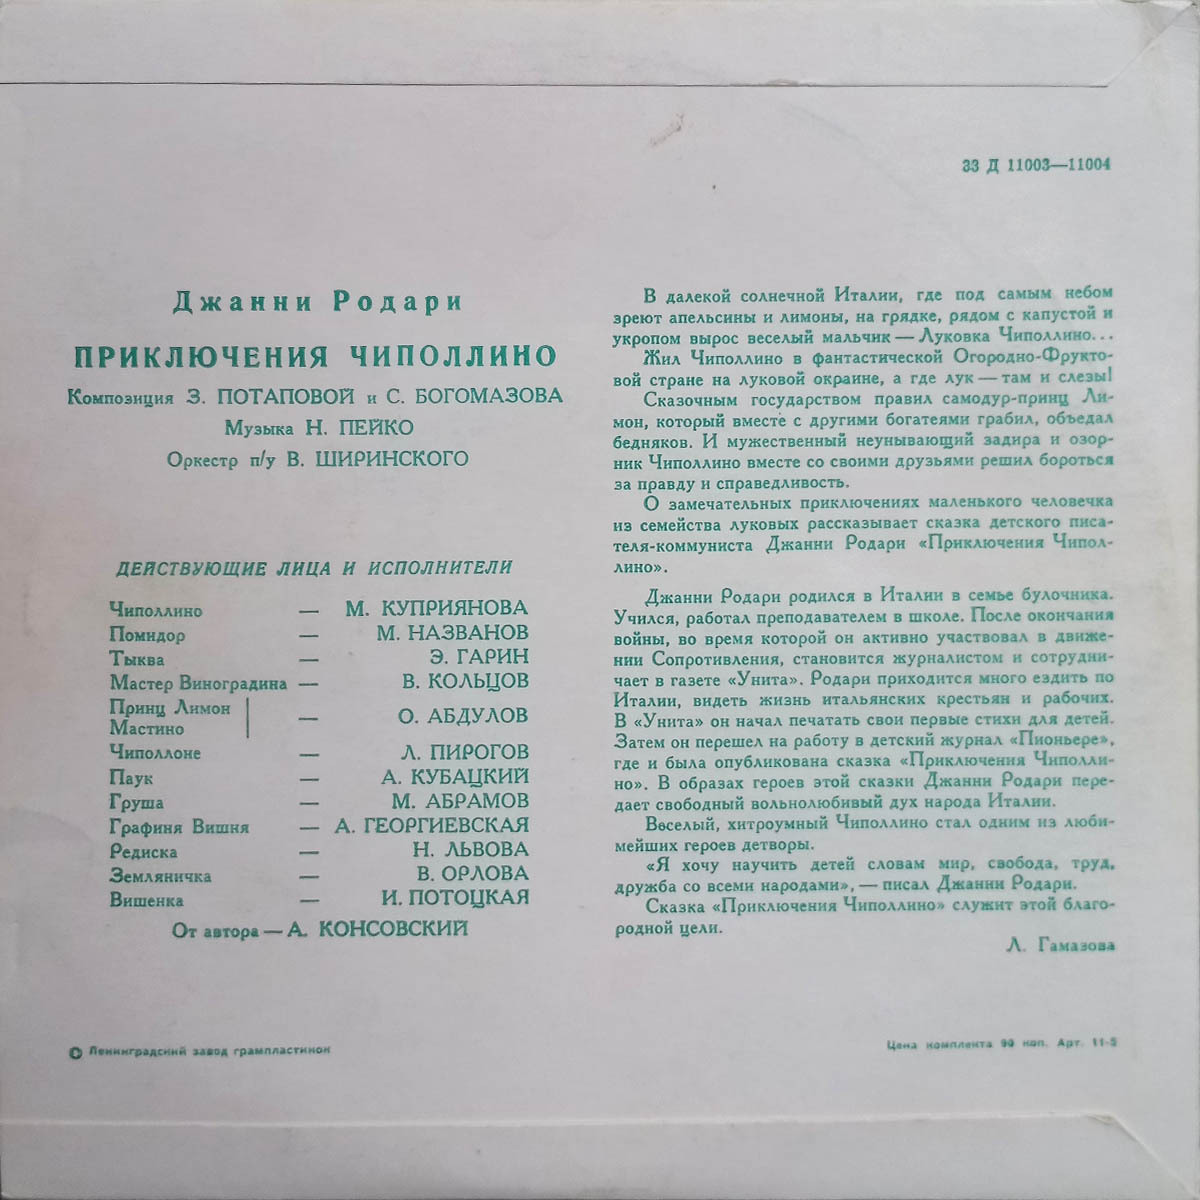 33 Д 11003—11004
Джанни Родари
ПРИКЛЮЧЕНИЯ ЧИПОЛЛИНО
Композиция З. ПОТАПОВОЙ и С. БОГОМАЗОВА
Музыка Н. ПЕЙКО
Оркестр п/у В. ШИРИНСКОГО
ДЕЙСТВУЮЩИЕ ЛИЦА И ИСПОЛНИТЕЛИ
Чиполлино — М. КУПРИЯНОВА
Помидор — М. НАЗВАНОВ
Тыква — Э. ГАРИН
Мастер Виноградина — В. КОЛЬЦОВ
Принц Лимон
Мастино — О. АБДУЛОВ
Чиполлоне — Л. ПИРОГОВ
Паук — А. КУБАЦКИЙ
Груша — М. АБРАМОВ
Графиня Вишня — А. ГЕОРГИЕВСКАЯ
Редиска — Н. ЛЬВОВА
Земляничка — В. ОРЛОВА
Вишенка — И. ПОТОЦКАЯ
От автора — А. КОНСОВСКИЙ
В далекой солнечной Италии, где под самым небом
зреют апельсины и лимоны, на грядке, рядом с капустой и
укропом вырос веселый мальчик — Луковка Чиполлино...
Жил Чиполлино в фантастической Огородно-Фрукто-
вой стране на луковой окраине, а где лук — там и слезы!
Сказочным государством правил самодур-принц Ли-
мон, который вместе с другими богатеями грабил, объедал
бедняков. И мужественный неунывающий задира и озор-
ник Чиполлино вместе со своими друзьями решил бороться
за правду и справедливость.
О замечательных приключениях маленького человечка
из семейства луковых рассказывает сказка детского писа-
теля-коммуниста Джанни Родари «Приключения Чипол-
лино».
Джанни Родари родился в Италии в семье булочника.
Учился, работал преподавателем в школе. После окончания
войны, во время которой он активно участвовал в движе-
нии Сопротивления, становится журналистом и сотрудни-
чает в газете «Унита». Родари приходится много ездить по
Италии, видеть жизнь итальянских крестьян и рабочих.
В «Унита» он начал печатать свои первые стихи для детей.
Затем он перешел на работу в детский журнал «Пионьере»,
где и была опубликована сказка «Приключения Чиполли-
но». В образах героев этой сказки Джанни Родари пере-
дает свободный вольнолюбивый дух народа Италии.
Веселый, хитроумный Чиполлино стал одним из люби-
мейших героев детворы.
«Я хочу научить детей словам мир, свобода, труд,
дружба со всеми народами», — писал Джанни Родари.
Сказка «Приключения Чиполлино» служит этой благо-
родной цели.
Л. Гамазова
Ленинградский завод грампластинок
Цена комплекта 90 коп. Арт. 11-5